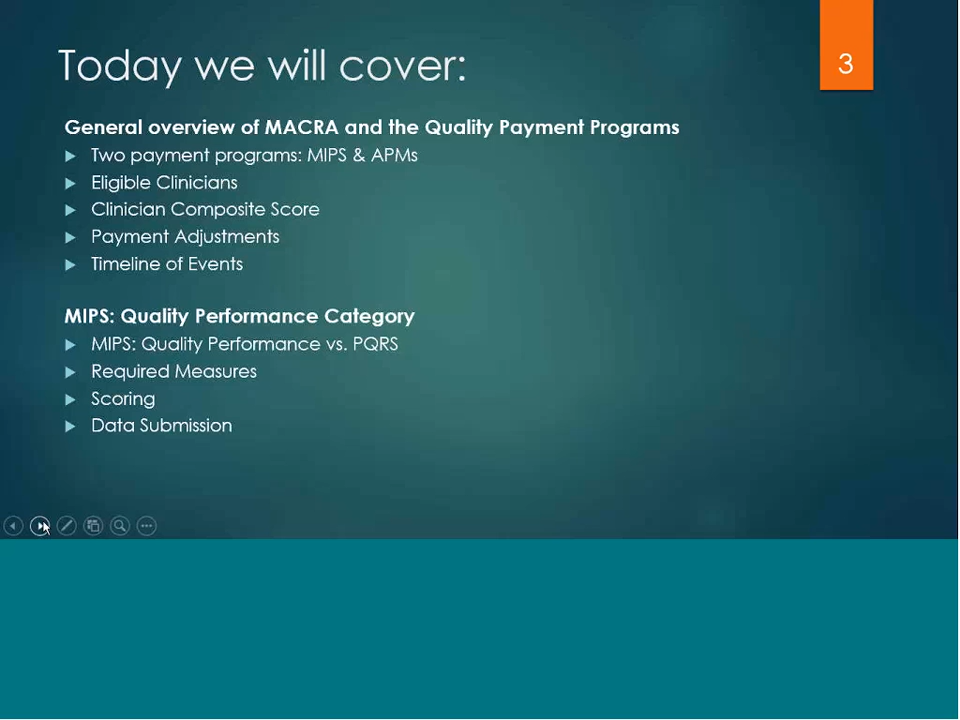 Today we will cover:
3
General overview of MACRA and the Quality Payment Programs
Two payment programs: MIPS & APMs
Eligible Clinicians
Clinician Composite Score
Payment Adjustments
Timeline of Events
MIPS: Quality Performance Category
MIPS: Quality Performance vs. PQRS
Required Measures
Scoring
Data Submission